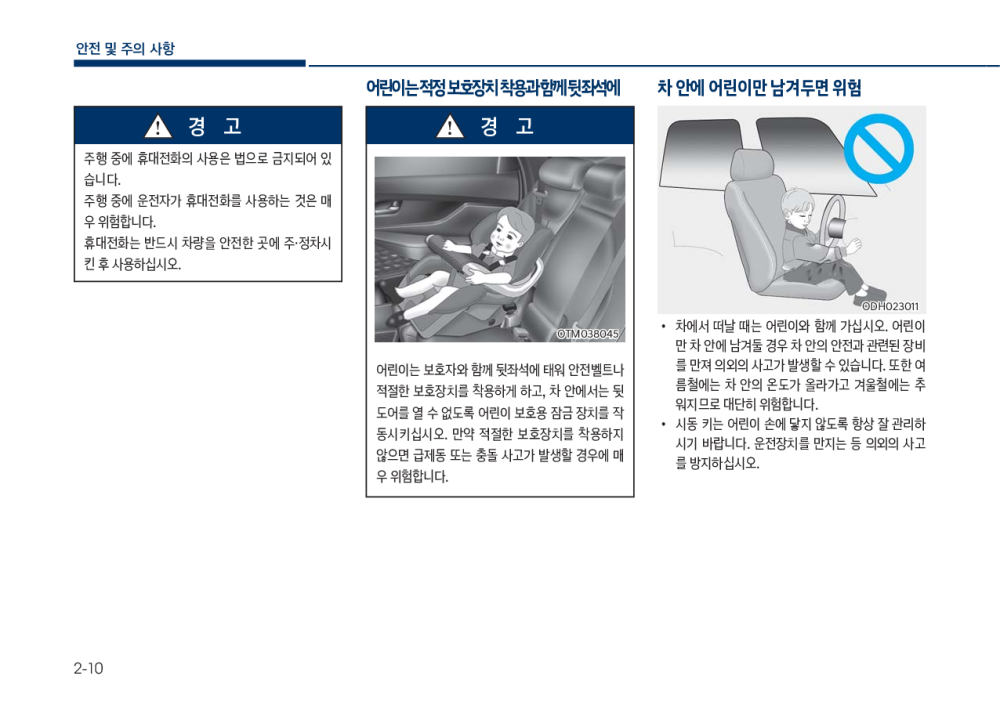 안전 및 주의 사항
경 고
주행 중에 휴대전화의 사용은 법으로 금지되어 있
습니다.
주행 중에 운전자가 휴대전화를 사용하는 것은 매
우 위험합니다.
휴대전화는 반드시 차량을 안전한 곳에 주·정차시
킨 후 사용하십시오.
어린이는 적정 보호장치 착용과 함께 뒷좌석에
경 고
OTM038045
어린이는 보호자와 함께 뒷좌석에 태워 안전벨트나
적절한 보호장치를 착용하게 하고, 차 안에서는 뒷
도어를 열 수 없도록 어린이 보호용 잠금 장치를 작
동시키십시오. 만약 적절한 보호장치를 착용하지
않으면 급제동 또는 충돌 사고가 발생할 경우에 매
우 위험합니다.
차 안에 어린이만 남겨두면 위험
ODH023011
• 차에서 떠날 때는 어린이와 함께 가십시오. 어린이
만 차 안에 남겨둘 경우 차 안의 안전과 관련된 장비
를 만져 의외의 사고가 발생할 수 있습니다. 또한 여
름철에는 차 안의 온도가 올라가고 겨울철에는 추
워지므로 대단히 위험합니다.
• 시동 키는 어린이 손에 닿지 않도록 항상 잘 관리하
시기 바랍니다. 운전장치를 만지는 등 의외의 사고
를 방지하십시오.
2-10